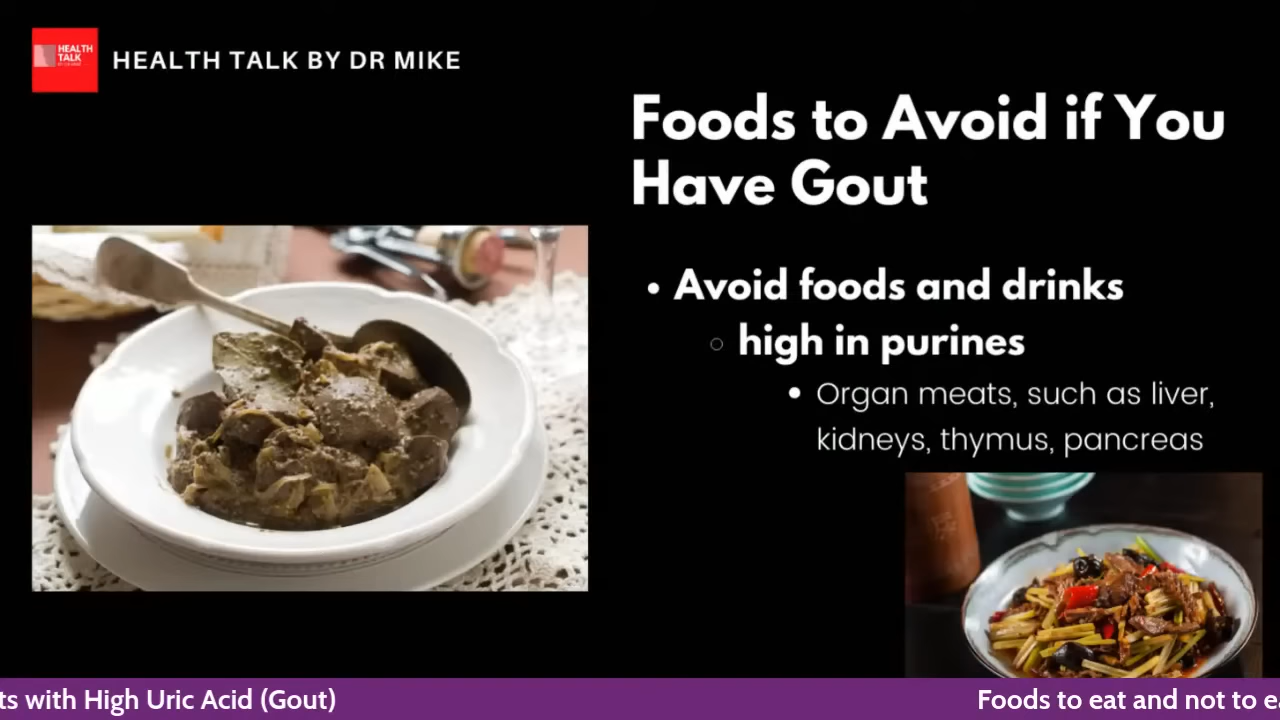 HEALTH TALK
HEALTH TALK BY DR MIKE
Foods to Avoid if You
Have Gout
• Avoid foods and drinks
○ high in purines
• Organ meats, such as liver,
kidneys, thymus, pancreas
ts with High Uric Acid (Gout)
Foods to eat and not to e